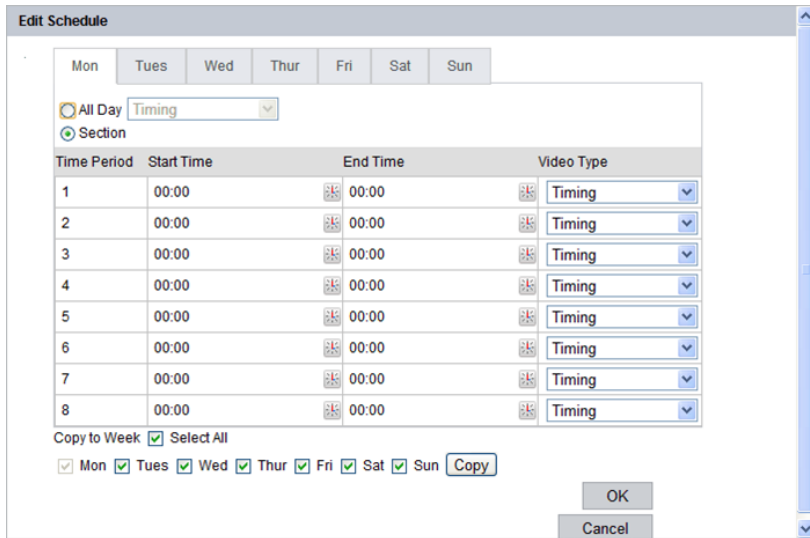 Edit Schedule
Mon Tues Wed Thur Fri Sat Sun
All Day Timing
Section
Time Period Start Time End Time Video Type
1 00:00 00:00 Timing
2 00:00 00:00 Timing
3 00:00 00:00 Timing
4 00:00 00:00 Timing
5 00:00 00:00 Timing
6 00:00 00:00 Timing
7 00:00 00:00 Timing
8 00:00 00:00 Timing
Copy to Week Select All
Mon Tues Wed Thur Fri Sat Sun Copy
OK
Cancel